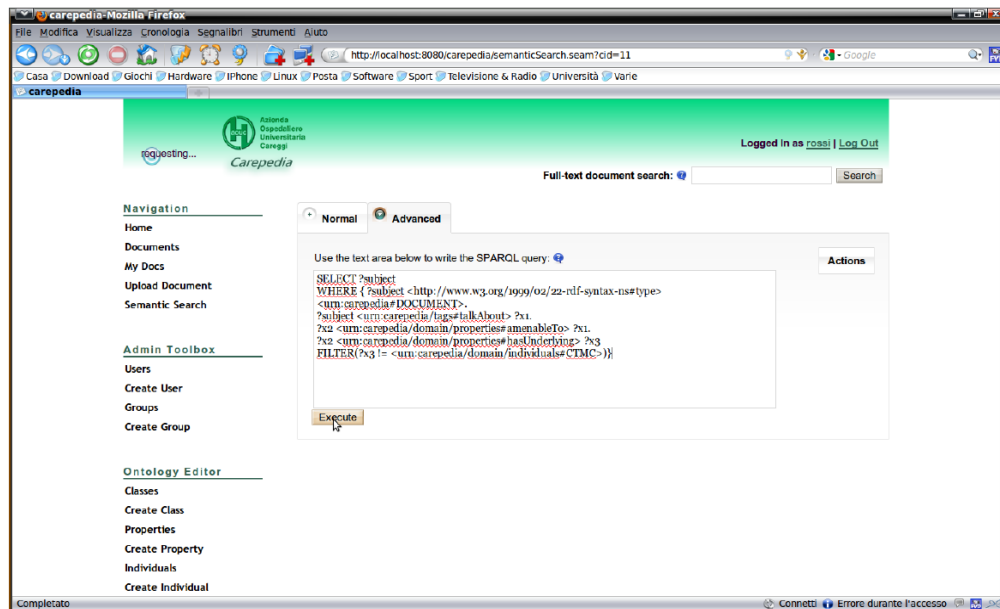 carepedia-Mozilla Firefox
File Modifica Visualizza Cronologia Segnalibri Strumenti Aiuto
http://localhost:8080/carepedia/semanticSearch.seam?cid=11
Google
Casa Download Giochi Hardware IPhone Linux Posta Software Sport Televisione & Radio Università Varie
carepedia
Azienda
Ospedaliero
Universitaria
Careggi
Carepedia
requesting...
Logged in as rossi | Log Out
Full-text document search:
Search
Navigation
Home
Documents
My Docs
Upload Document
Semantic Search
Admin Toolbox
Users
Create User
Groups
Create Group
Ontology Editor
Classes
Create Class
Properties
Create Property
Individuals
Create Individual
Normal
Advanced
Use the text area below to write the SPARQL query:
SELECT ?subject
WHERE { ?subject <http://www.w3.org/1999/02/22-rdf-syntax-ns#type>
<urn:carepedia#DOCUMENT>.
?subject <urn:carepedia/tags#talkAbout> ?x1.
?x2 <urn:carepedia/domain/properties#amenableTo> ?x1.
?x2 <urn:carepedia/domain/properties#hasUnderlying> ?x3
FILTER(?x3 != <urn:carepedia/domain/individuals#CTMC>)}
Actions
Execute
Completato
Connetti
Errore durante l'accesso